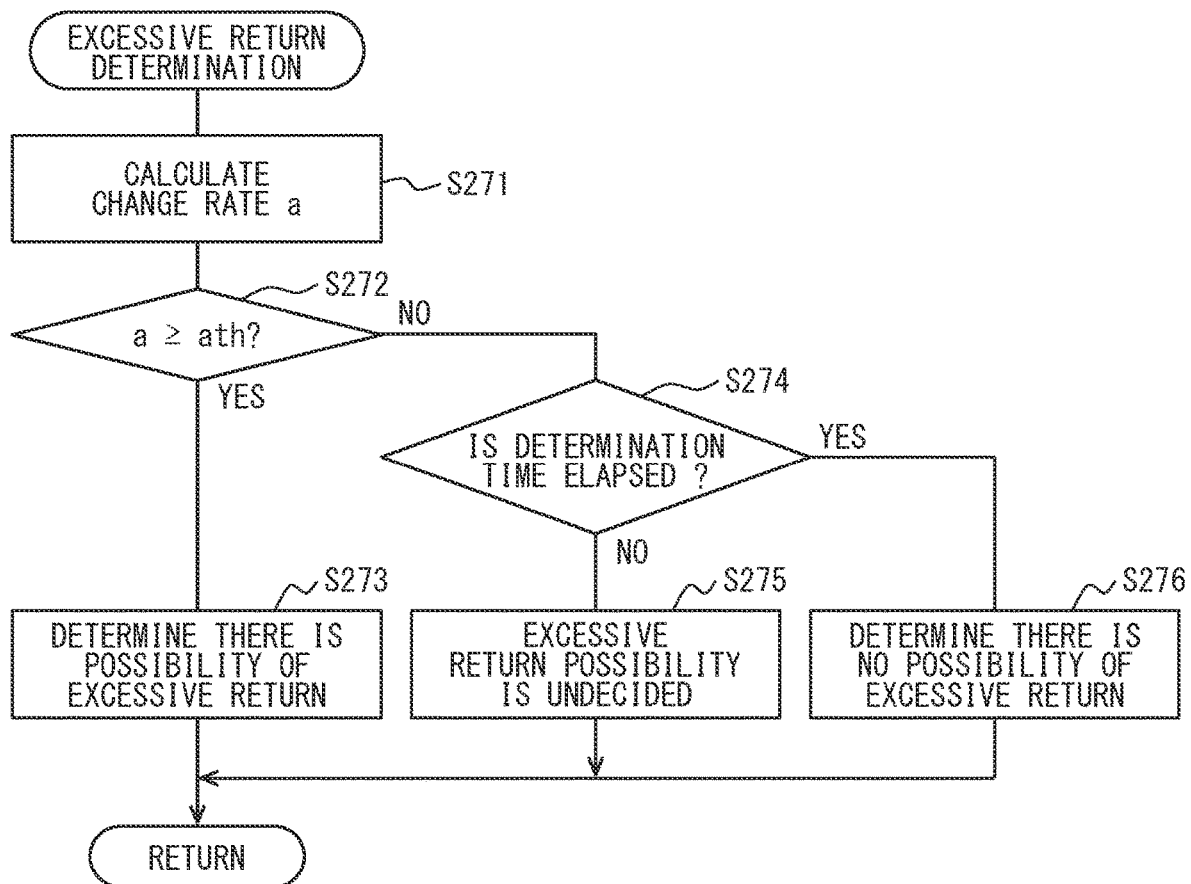 EXCESSIVE RETURN
DETERMINATION
CALCULATE
CHANGE RATE a
S271
S272
a ≥ ath?
NO
YES
S274
IS DETERMINATION
TIME ELAPSED ?
YES
NO
S273
DETERMINE THERE IS
POSSIBILITY OF
EXCESSIVE RETURN
S275
EXCESSIVE
RETURN POSSIBILITY
IS UNDECIDED
S276
DETERMINE THERE IS
NO POSSIBILITY OF
EXCESSIVE RETURN
RETURN